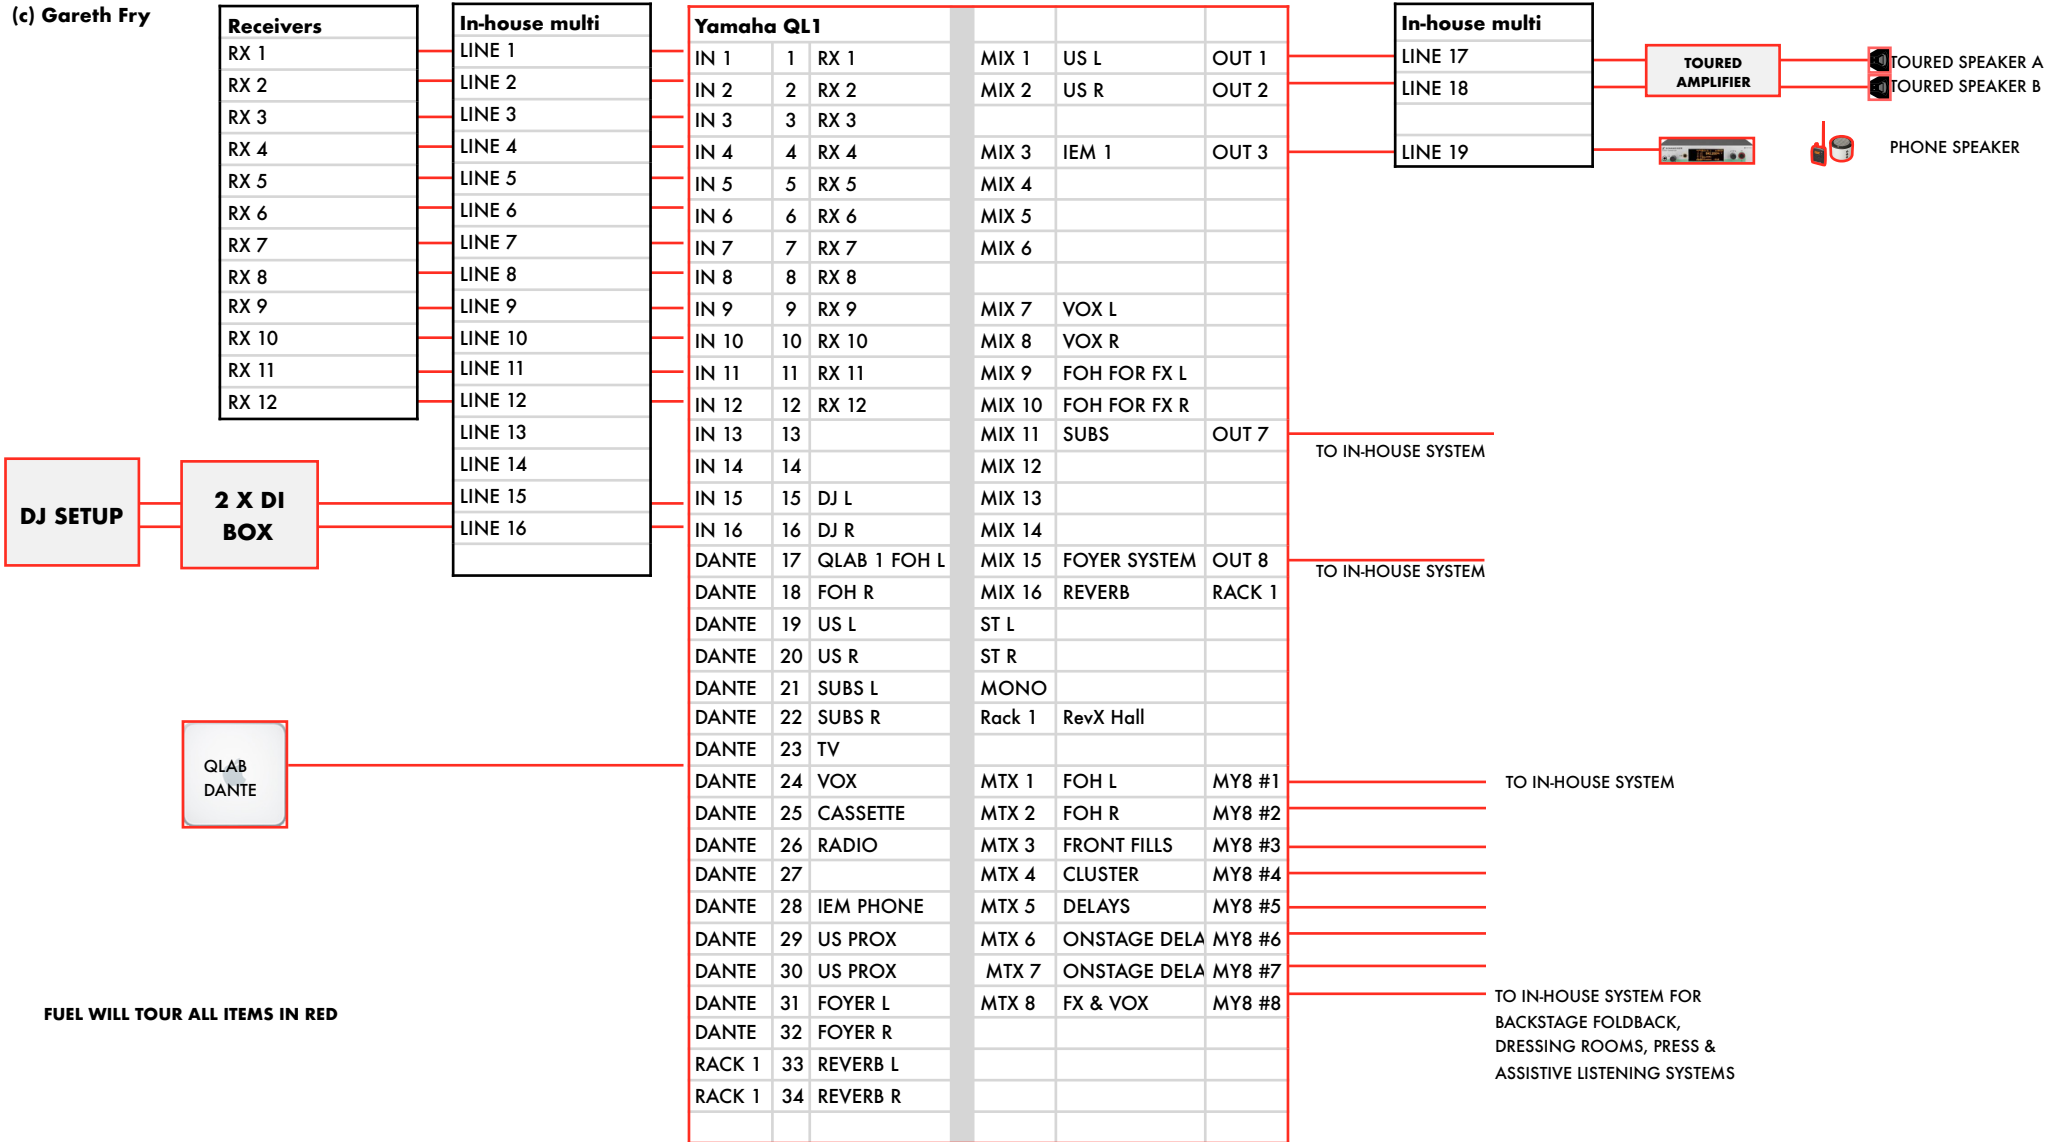 (c) Gareth Fry
Receivers
RX 1
RX 2
RX 3
RX 4
RX 5
RX 6
RX 7
RX 8
RX 9
RX 10
RX 11
RX 12
In-house multi
LINE 1
LINE 2
LINE 3
LINE 4
LINE 5
LINE 6
LINE 7
LINE 8
LINE 9
LINE 10
LINE 11
LINE 12
LINE 13
LINE 14
LINE 15
LINE 16
DJ SETUP
2 X DI
BOX
QLAB
DANTE
FUEL WILL TOUR ALL ITEMS IN RED
Yamaha QL1
IN 1 1 RX 1 MIX 1 US L OUT 1
IN 2 2 RX 2 MIX 2 US R OUT 2
IN 3 3 RX 3
IN 4 4 RX 4 MIX 3 IEM 1 OUT 3
IN 5 5 RX 5 MIX 4
IN 6 6 RX 6 MIX 5
IN 7 7 RX 7 MIX 6
IN 8 8 RX 8
IN 9 9 RX 9 MIX 7 VOX L
IN 10 10 RX 10 MIX 8 VOX R
IN 11 11 RX 11 MIX 9 FOH FOR FX L
IN 12 12 RX 12 MIX 10 FOH FOR FX R
IN 13 13 MIX 11 SUBS OUT 7
IN 14 14 MIX 12
IN 15 15 DJ L MIX 13
IN 16 16 DJ R MIX 14
DANTE 17 QLAB 1 FOH L MIX 15 FOYER SYSTEM OUT 8
DANTE 18 FOH R MIX 16 REVERB RACK 1
DANTE 19 US L ST L
DANTE 20 US R ST R
DANTE 21 SUBS L MONO
DANTE 22 SUBS R Rack 1 RevX Hall
DANTE 23 TV
DANTE 24 VOX MTX 1 FOH L MY8 #1
DANTE 25 CASSETTE MTX 2 FOH R MY8 #2
DANTE 26 RADIO MTX 3 FRONT FILLS MY8 #3
DANTE 27 MTX 4 CLUSTER MY8 #4
DANTE 28 IEM PHONE MTX 5 DELAYS MY8 #5
DANTE 29 US PROX MTX 6 ONSTAGE DELA MY8 #6
DANTE 30 US PROX MTX 7 ONSTAGE DELA MY8 #7
DANTE 31 FOYER L MTX 8 FX & VOX MY8 #8
DANTE 32 FOYER R
RACK 1 33 REVERB L
RACK 1 34 REVERB R
In-house multi
LINE 17
LINE 18
LINE 19
TOURED
AMPLIFIER
TOURED SPEAKER A
TOURED SPEAKER B
PHONE SPEAKER
TO IN-HOUSE SYSTEM
TO IN-HOUSE SYSTEM
TO IN-HOUSE SYSTEM
TO IN-HOUSE SYSTEM FOR
BACKSTAGE FOLDBACK,
DRESSING ROOMS, PRESS &
ASSISTIVE LISTENING SYSTEMS